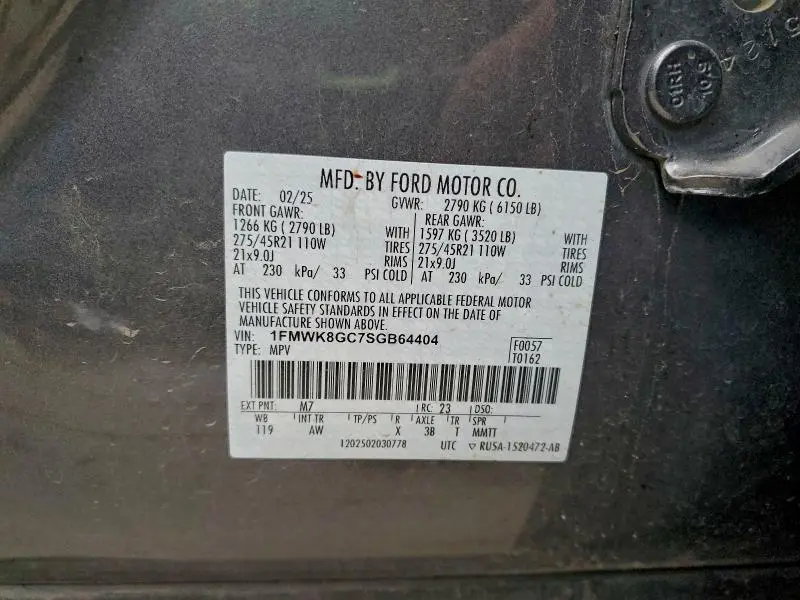 5124
01RH
10/9
MFD. BY FORD MOTOR CO.
DATE: 02/25 GVWR: 2790 KG ( 6150 LB)
FRONT GAWR: REAR GAWR:
1266 KG ( 2790 LB) WITH 1597 KG ( 3520 LB) WITH
275/45R21 110W TIRES 275/45R21 110W TIRES
21x9.0J RIMS 21x9.0J RIMS
AT 230 kPa/ 33 PSI COLD AT 230 kPa/ 33 PSI COLD
THIS VEHICLE CONFORMS TO ALL APPLICABLE FEDERAL MOTOR
VEHICLE SAFETY STANDARDS IN EFFECT ON THE DATE OF
MANUFACTURE SHOWN ABOVE.
VIN: 1FMWK8GC7SGB64404 F0057
TYPE: MPV T0162
EXT PNT: M7 RC: 23 DSO:
WB INT TR TP/PS R AXLE TR SPR
119 AW X 3B T MMTT
1202502030778 UTC ▽ RU5A-1520472-AB